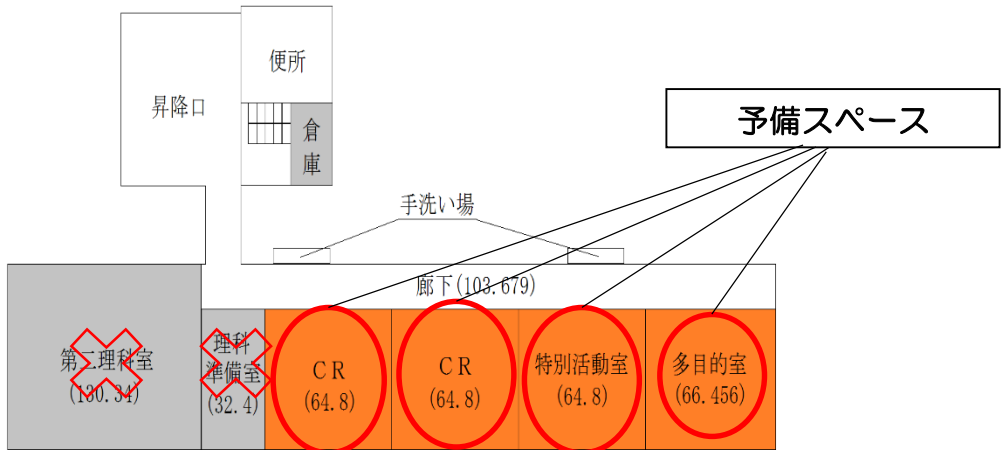 便所
昇降口
倉
庫
予備スペース
手洗い場
廊下(103.679)
第二理科室
(130.34)
理科
準備室
(32.4)
CR
(64.8)
CR
(64.8)
特別活動室
(64.8)
多目的室
(66.456)